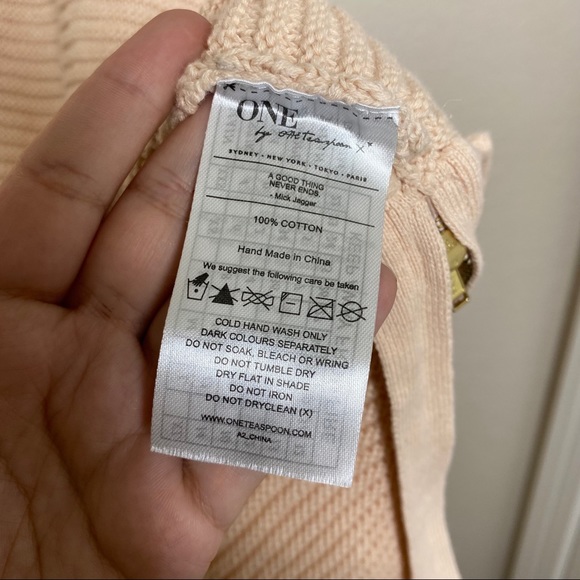 ONE
by ONEteaspoon X
SYDNEY • NEW YORK • TOKYO • PARIS
A GOOD THING
NEVER ENDS.
- Mick Jagger
100% COTTON
Hand Made in China
We suggest the following care be taken
COLD HAND WASH ONLY
DARK COLOURS SEPARATELY
DO NOT SOAK, BLEACH OR WRING
DO NOT TUMBLE DRY
DRY FLAT IN SHADE
DO NOT IRON
DO NOT DRYCLEAN (X)
WWW.ONETEASPOON.COM
A2_CHINA